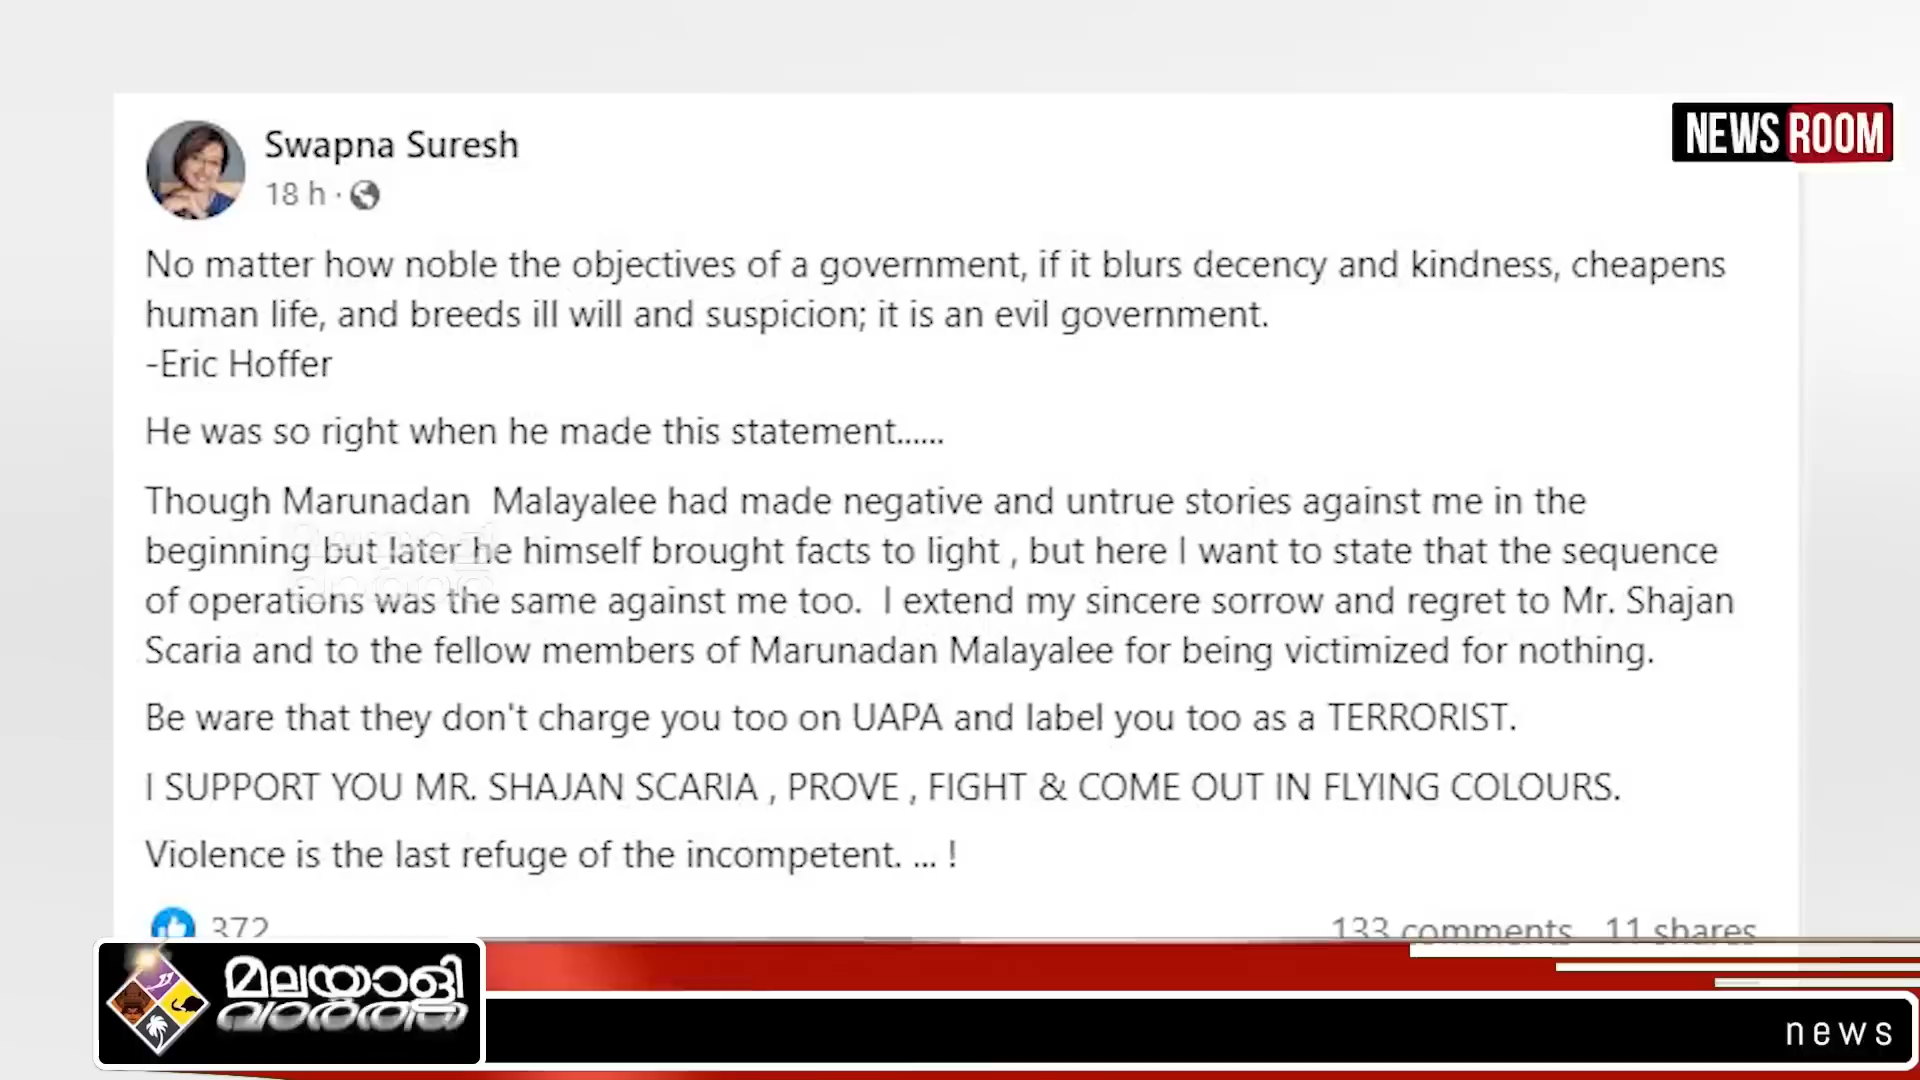 Swapna Suresh
NEWS ROOM
18 h ·
No matter how noble the objectives of a government, if it blurs decency and kindness, cheapens
human life, and breeds ill will and suspicion; it is an evil government.
-Eric Hoffer
He was so right when he made this statement......
Though Marunadan  Malayalee had made negative and untrue stories against me in the
beginning but later he himself brought facts to light , but here I want to state that the sequence
of operations was the same against me too.  I extend my sincere sorrow and regret to Mr. Shajan
Scaria and to the fellow members of Marunadan Malayalee for being victimized for nothing.
Be ware that they don't charge you too on UAPA and label you too as a TERRORIST.
I SUPPORT YOU MR. SHAJAN SCARIA , PROVE , FIGHT & COME OUT IN FLYING COLOURS.
Violence is the last refuge of the incompetent. ... !
372
133 comments 11 shares
മലയാളി
വാർത്ത
news